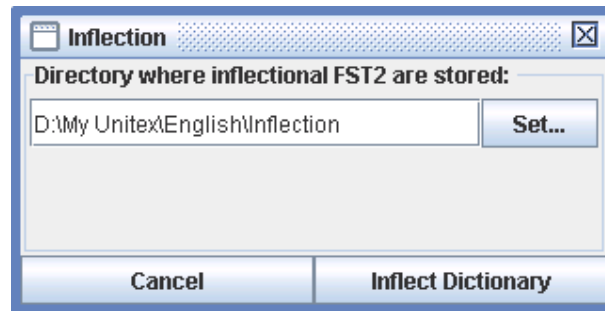 Inflection
Directory where inflectional FST2 are stored:
D:\My Unitex\English\Inflection
Set...
Cancel
Inflect Dictionary